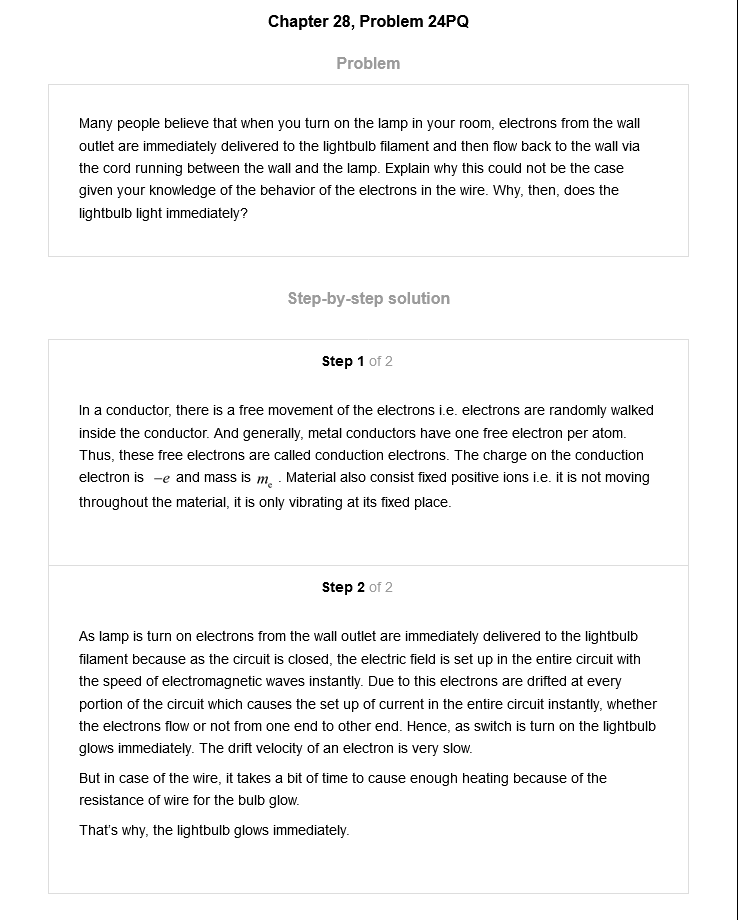 Chapter 28, Problem 24PQ
Problem
Many people believe that when you turn on the lamp in your room, electrons from the wall
outlet are immediately delivered to the lightbulb filament and then flow back to the wall via
the cord running between the wall and the lamp. Explain why this could not be the case
given your knowledge of the behavior of the electrons in the wire. Why, then, does the
lightbulb light immediately?
Step-by-step solution
Step 1 of 2
In a conductor, there is a free movement of the electrons i.e. electrons are randomly walked
inside the conductor. And generally, metal conductors have one free electron per atom.
Thus, these free electrons are called conduction electrons. The charge on the conduction
electron is −e and mass is mₑ . Material also consist fixed positive ions i.e. it is not moving
throughout the material, it is only vibrating at its fixed place.
Step 2 of 2
As lamp is turn on electrons from the wall outlet are immediately delivered to the lightbulb
filament because as the circuit is closed, the electric field is set up in the entire circuit with
the speed of electromagnetic waves instantly. Due to this electrons are drifted at every
portion of the circuit which causes the set up of current in the entire circuit instantly, whether
the electrons flow or not from one end to other end. Hence, as switch is turn on the lightbulb
glows immediately. The drift velocity of an electron is very slow.
But in case of the wire, it takes a bit of time to cause enough heating because of the
resistance of wire for the bulb glow.
That's why, the lightbulb glows immediately.